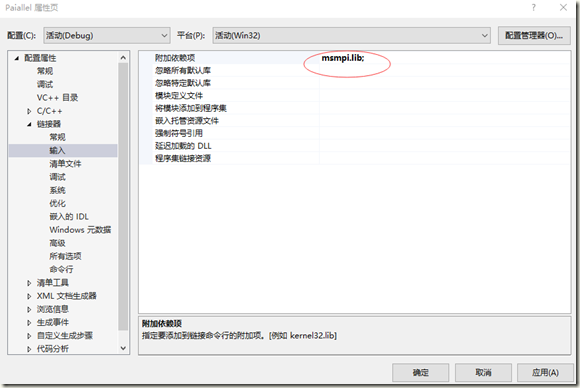 Paiallel 属性页
配置(C): 活动(Debug) 平台(P): 活动(Win32) 配置管理器(O)...
配置属性
常规
调试
VC++ 目录
C/C++
链接器
常规
输入
清单文件
调试
系统
优化
嵌入的 IDL
Windows 元数据
高级
所有选项
命令行
清单工具
XML 文档生成器
浏览信息
生成事件
自定义生成步骤
代码分析
附加依赖项 msmpi.lib;
忽略所有默认库
忽略特定默认库
模块定义文件
将模块添加到程序集
嵌入托管资源文件
强制符号引用
延迟加载的 DLL
程序集链接资源
附加依赖项
指定要添加到链接命令行的附加项。[例如 kernel32.lib]
确定 取消 应用(A)